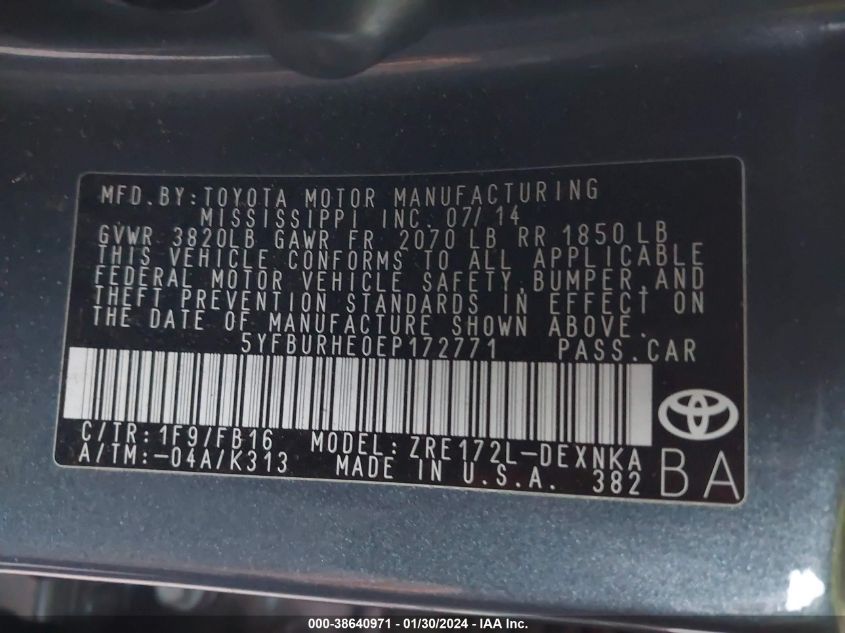 MFD.BY:TOYOTA MOTOR MANUFACTURING
MISSISSIPPI INC. 07/14
GVWR 3820LB GAWR FR 2070 LB RR 1850 LB
THIS VEHICLE CONFORMS TO ALL APPLICABLE
FEDERAL MOTOR VEHICLE SAFETY,BUMPER,AND
THEFT PREVENTION STANDARDS IN EFFECT ON
THE DATE OF MANUFACTURE SHOWN ABOVE.
5YFBURHE0EP172771 PASS.CAR
C/TR:1F9/FB16 MODEL:ZRE172L-DEXNKA
A/TM:-04A/K313 MADE IN U.S.A. 382
BA
000-38640971 - 01/30/2024 - IAA Inc.